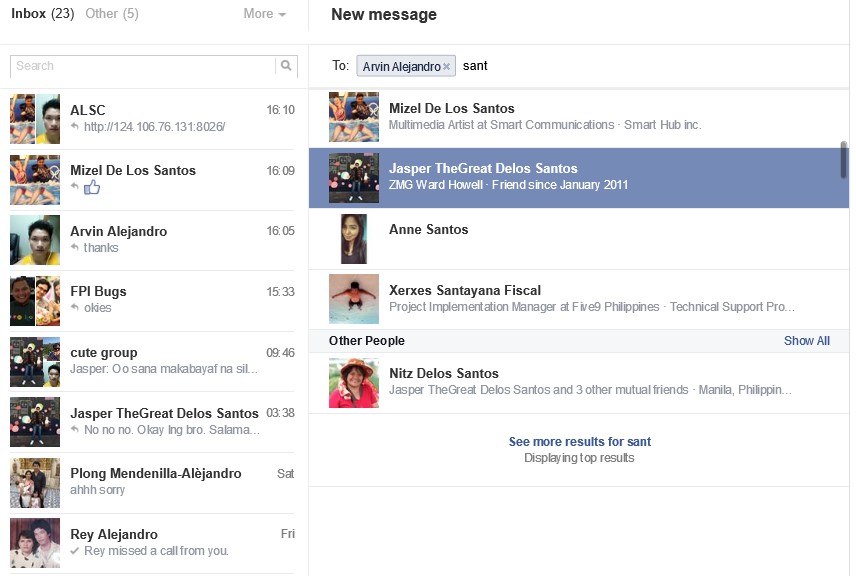 Inbox (23) Other (5) More
Search
ALSC 16:10
http://124.106.76.131:8026/
Mizel De Los Santos 16:09
Arvin Alejandro 16:05
thanks
FPI Bugs 15:33
okies
cute group 09:46
Jasper: Oo sana makabayaf na sil...
Jasper TheGreat Delos Santos 03:38
No no no. Okay lng bro. Salama...
Plong Mendenilla-Alèjandro Sat
ahhh sorry
Rey Alejandro Fri
Rey missed a call from you.
New message
To: Arvin Alejandro × sant
Mizel De Los Santos
Multimedia Artist at Smart Communications · Smart Hub inc.
Jasper TheGreat Delos Santos
ZMG Ward Howell · Friend since January 2011
Anne Santos
Xerxes Santayana Fiscal
Project Implementation Manager at Five9 Philippines · Technical Support Pro...
Other People Show All
Nitz Delos Santos
Jasper TheGreat Delos Santos and 3 other mutual friends · Manila, Philippin...
See more results for sant
Displaying top results